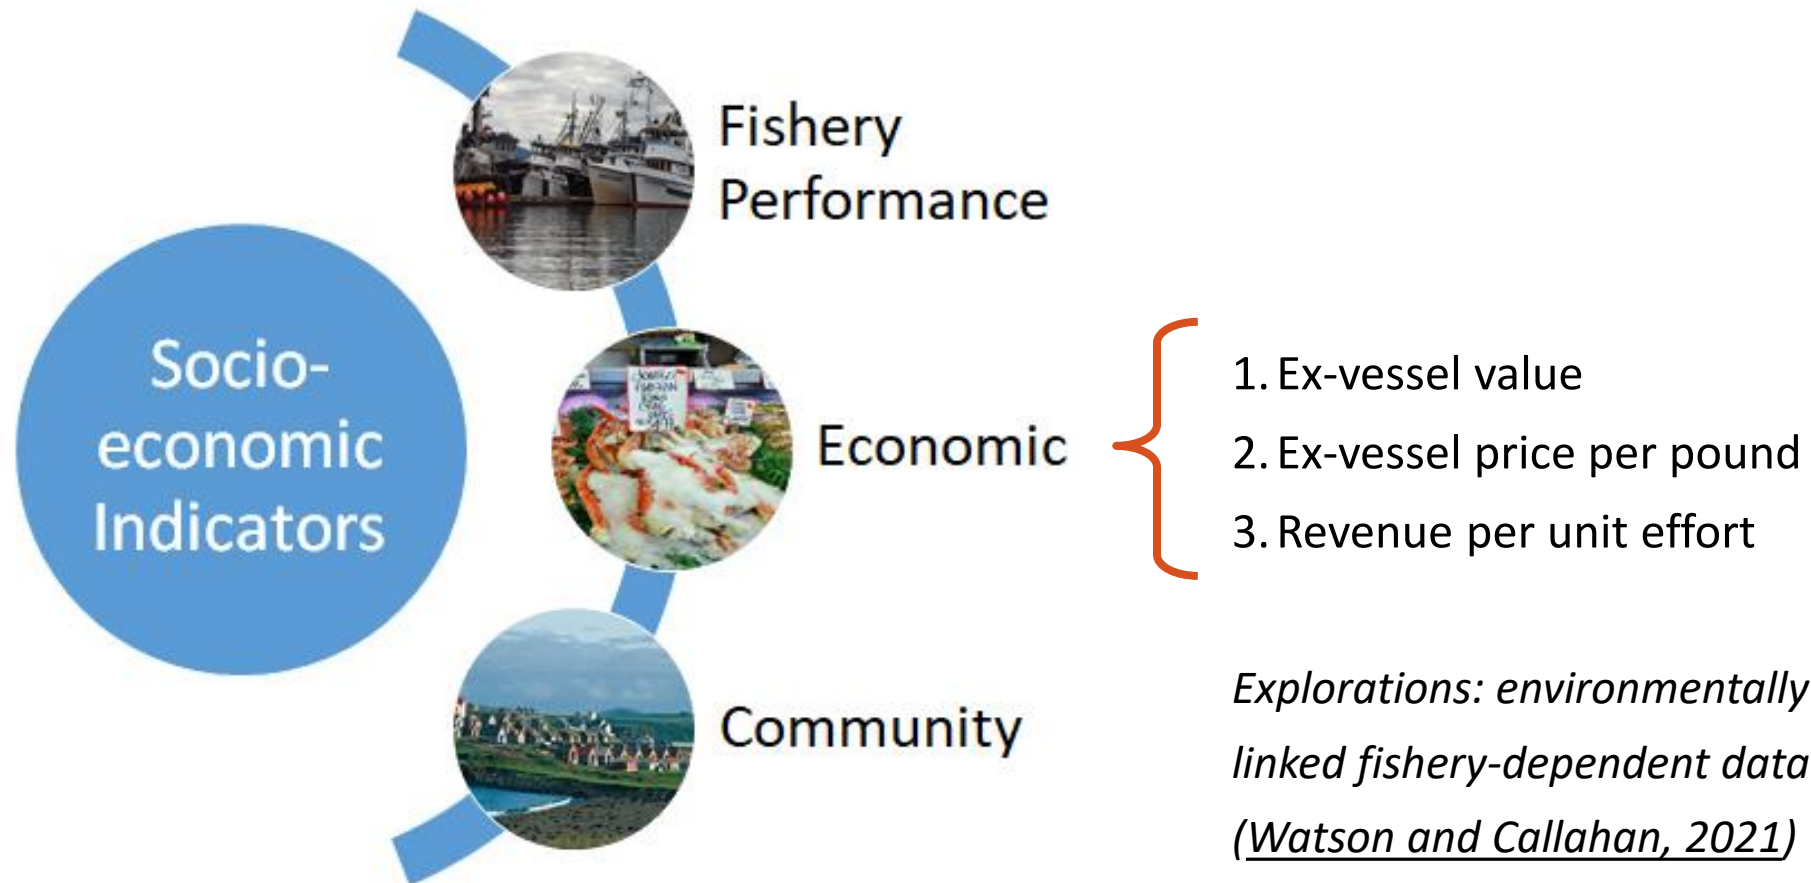 Socio-
economic
Indicators
Fishery
Performance
Economic
Community
1. Ex-vessel value
2. Ex-vessel price per pound
3. Revenue per unit effort
Explorations: environmentally
linked fishery-dependent data
(Watson and Callahan, 2021)